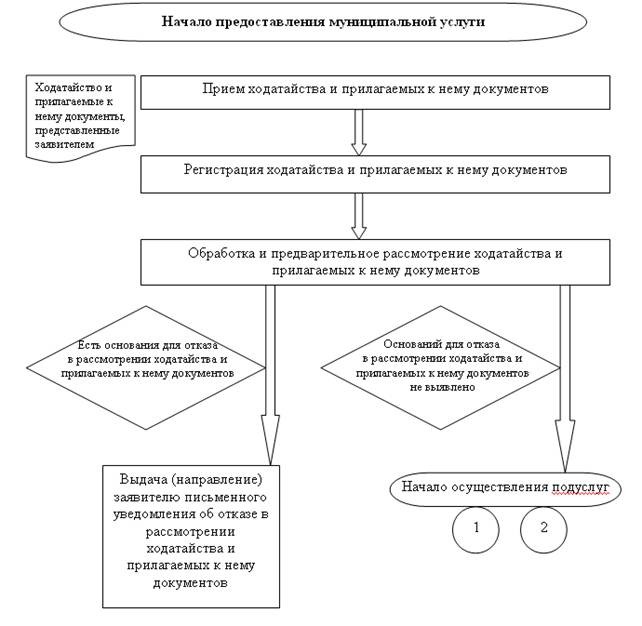 Начало предоставления муниципальной услуги
Ходатайство и
прилагаемые к
нему документы,
представленные
заявителем
Прием ходатайства и прилагаемых к нему документов
Регистрация ходатайства и прилагаемых к нему документов
Обработка и предварительное рассмотрение ходатайства и
прилагаемых к нему документов
Есть основания для отказа
в рассмотрении ходатайства и
прилагаемых к нему документов
Оснований для отказа
в рассмотрении ходатайства и
прилагаемых к нему документов
не выявлено
Выдача (направление)
заявителю письменного
уведомления об отказе в
рассмотрении
ходатайства и
прилагаемых к нему
документов
Начало осуществления подуслуг
1
2